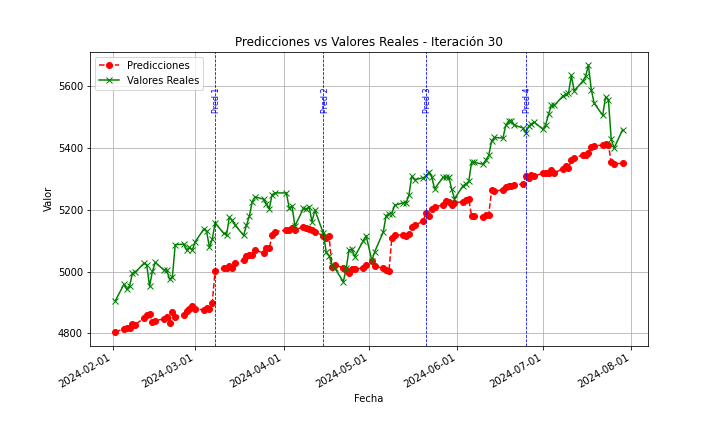 Predicciones vs Valores Reales - Iteración 30
Predicciones
Valores Reales
Pred 1
Pred 2
Pred 3
Pred 4
5600
5400
5200
5000
4800
Valor
2024-02-01
2024-03-01
2024-04-01
2024-05-01
2024-06-01
2024-07-01
2024-08-01
Fecha